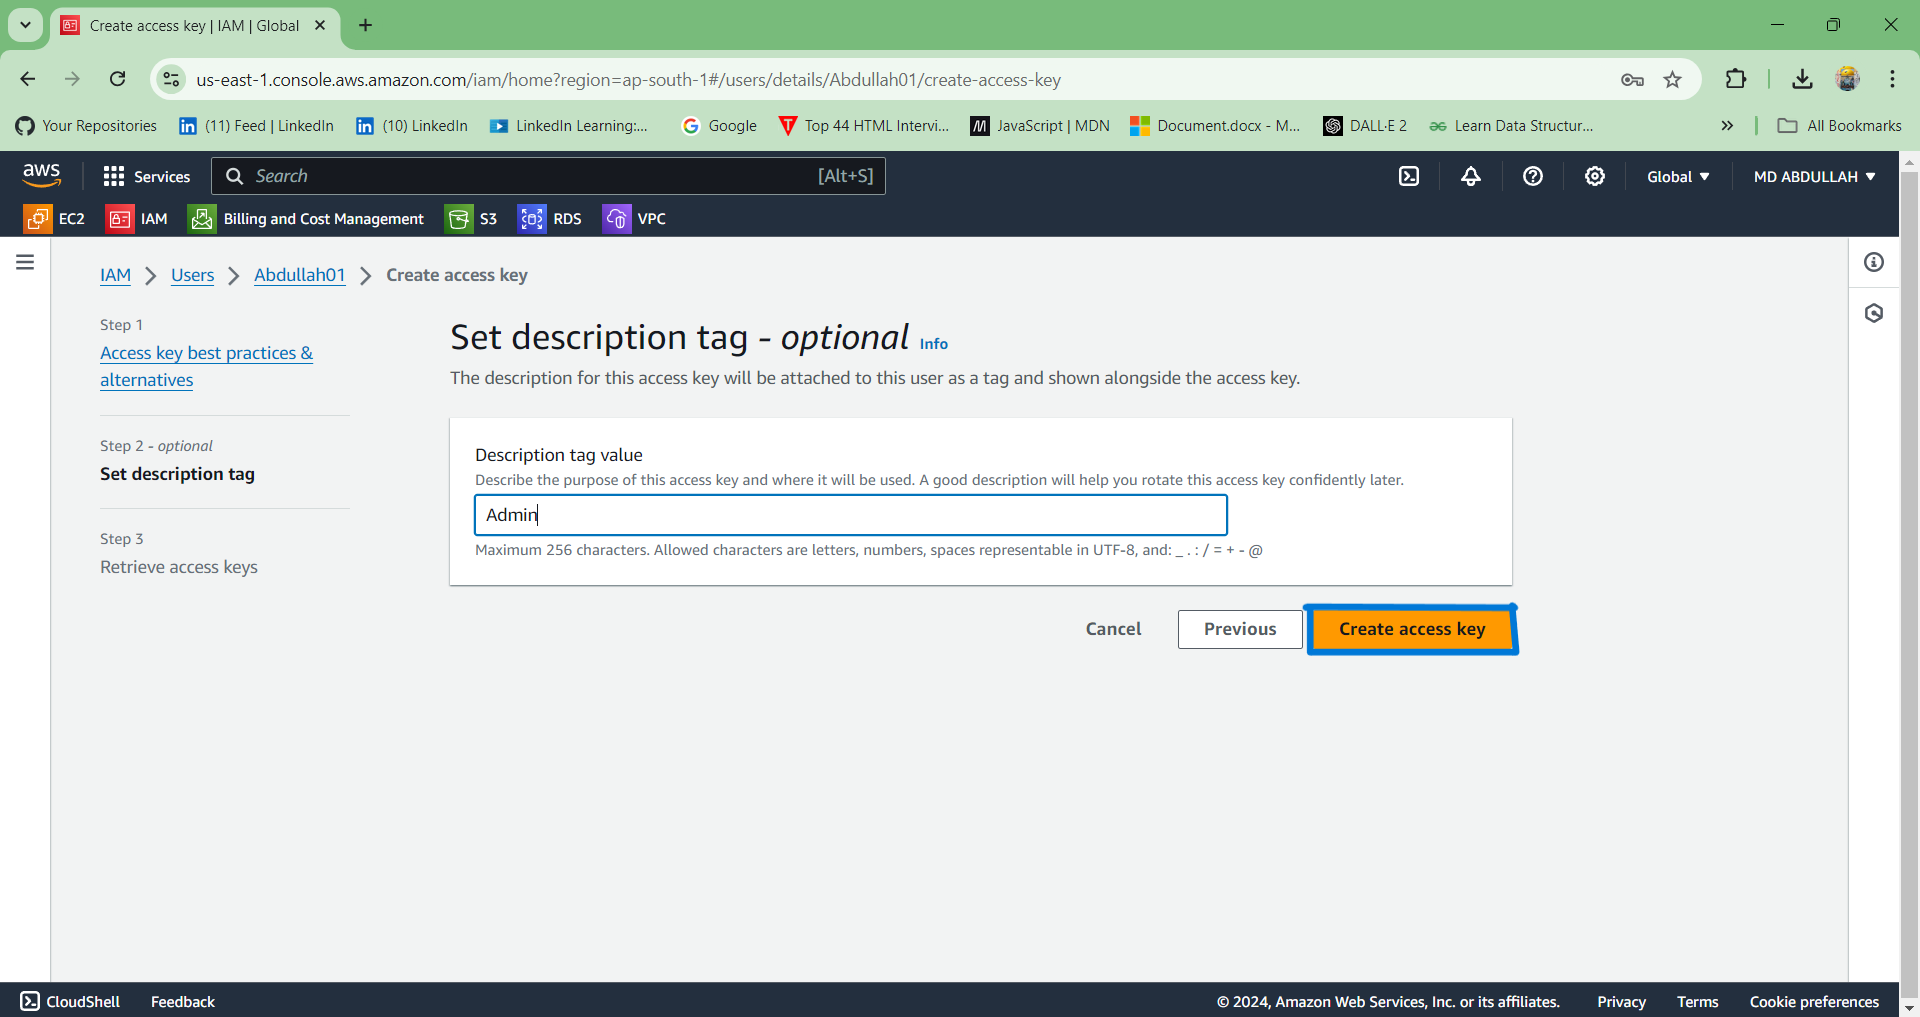 Create access key | IAM | Global
us-east-1.console.aws.amazon.com/iam/home?region=ap-south-1#/users/details/Abdullah01/create-access-key
Your Repositories (11) Feed | LinkedIn (10) LinkedIn LinkedIn Learning:... Google Top 44 HTML Intervi... JavaScript | MDN Document.docx - M... DALL·E 2 Learn Data Structur... All Bookmarks
aws Services Search [Alt+S] Global MD ABDULLAH
EC2 IAM Billing and Cost Management S3 RDS VPC
IAM > Users > Abdullah01 > Create access key
Step 1
Access key best practices &
alternatives
Step 2 - optional
Set description tag
Step 3
Retrieve access keys
Set description tag - optional Info
The description for this access key will be attached to this user as a tag and shown alongside the access key.
Description tag value
Describe the purpose of this access key and where it will be used. A good description will help you rotate this access key confidently later.
Admin
Maximum 256 characters. Allowed characters are letters, numbers, spaces representable in UTF-8, and: _ . : / = + - @
Cancel Previous Create access key
CloudShell Feedback © 2024, Amazon Web Services, Inc. or its affiliates. Privacy Terms Cookie preferences